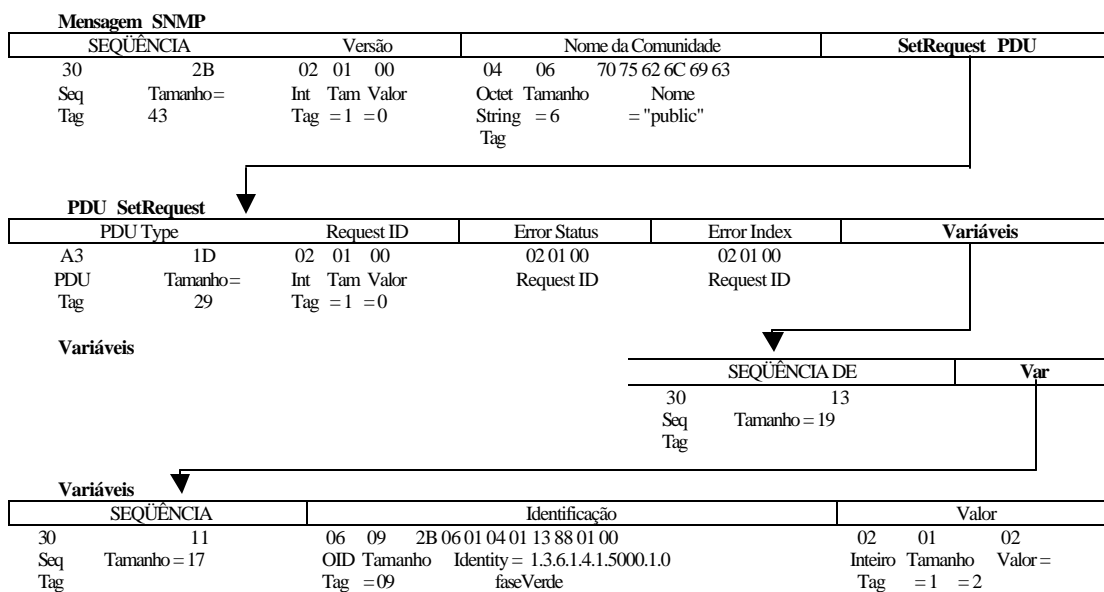 Mensagem SNMP
SEQÜÊNCIA Versão Nome da Comunidade SetRequest PDU
30 2B 02 01 00 04 06 70 75 62 6C 69 63
Seq Tamanho= Int Tam Valor Octet Tamanho Nome
Tag 43 Tag =1 =0 String =6 ="public"
Tag
PDU SetRequest
PDU Type Request ID Error Status Error Index Variáveis
A3 1D 02 01 00 02 01 00 02 01 00
PDU Tamanho= Int Tam Valor Request ID Request ID
Tag 29 Tag =1 =0
Variáveis
SEQÜÊNCIA DE Var
30 13
Seq Tamanho = 19
Tag
Variáveis
SEQÜÊNCIA Identificação Valor
30 11 06 09 2B 06 01 04 01 13 88 01 00 02 01 02
Seq Tamanho = 17 OID Tamanho Identity = 1.3.6.1.4.1.5000.1.0 Inteiro Tamanho Valor =
Tag Tag =09 faseVerde Tag =1 =2